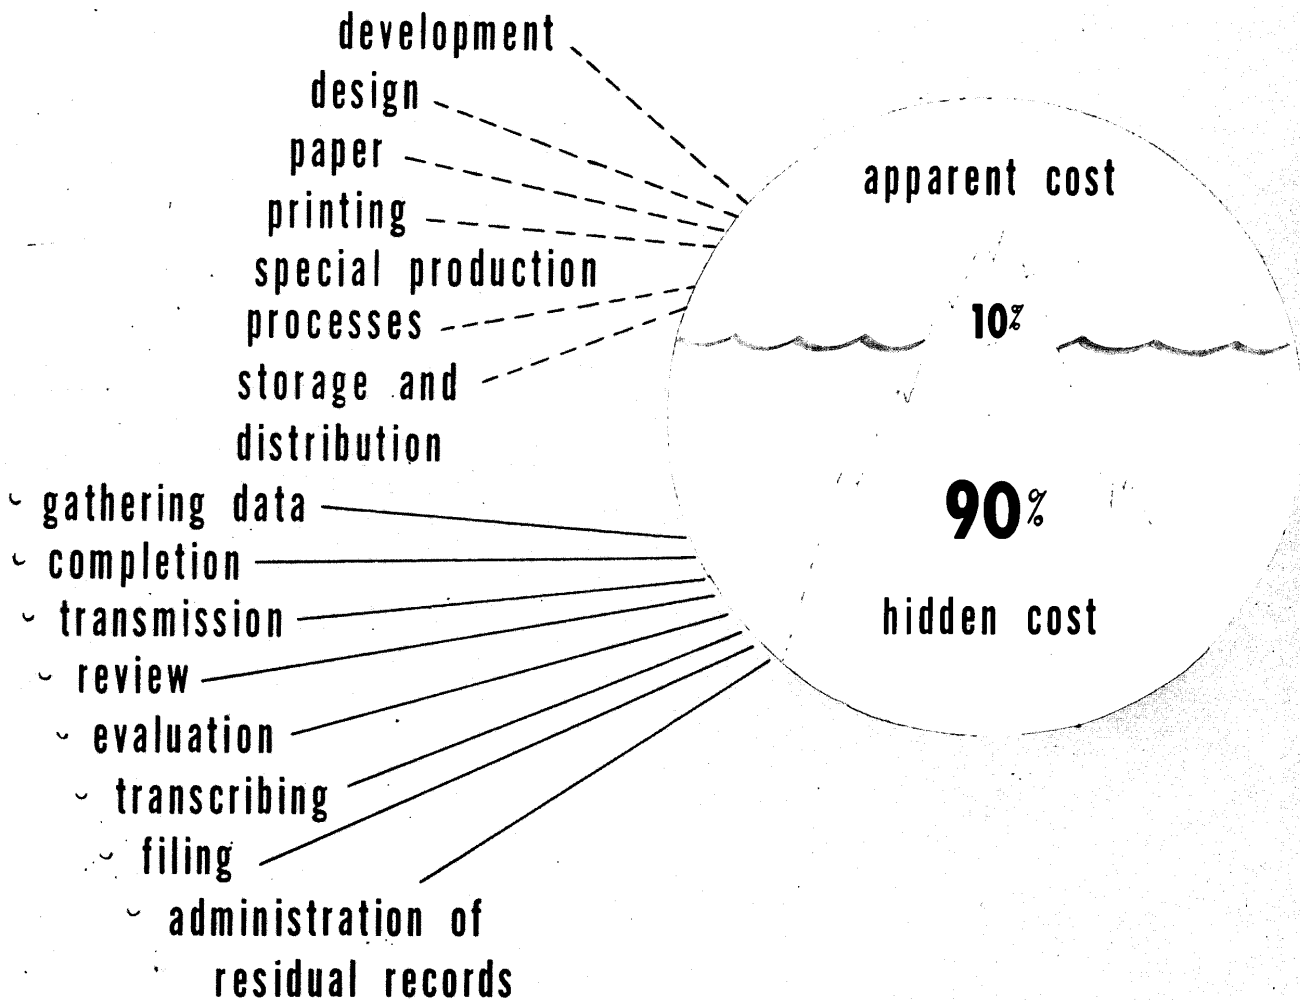 development
design
paper
printing
special production
processes
storage and
distribution
gathering data
completion
transmission
review
evaluation
transcribing
filing
administration of
residual records
apparent cost
10%
90%
hidden cost